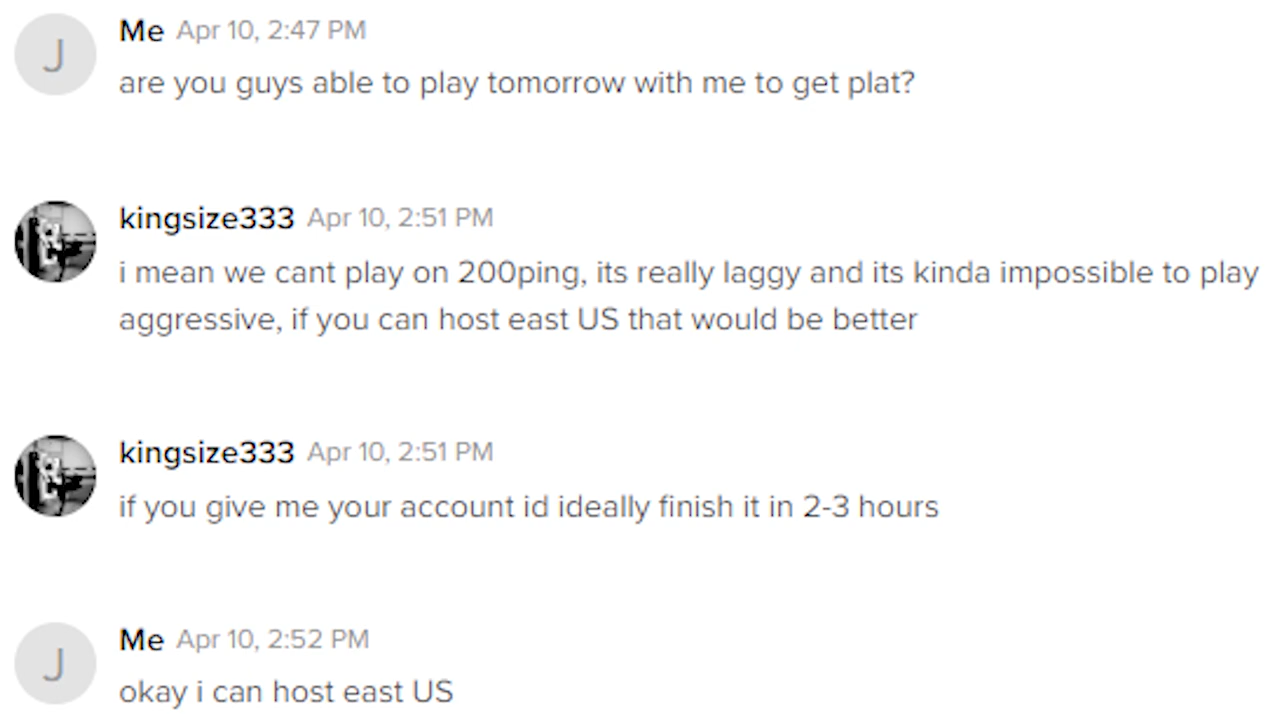 J
Me Apr 10, 2:47 PM
are you guys able to play tomorrow with me to get plat?
kingsize333 Apr 10, 2:51 PM
i mean we cant play on 200ping, its really laggy and its kinda impossible to play
aggressive, if you can host east US that would be better
kingsize333 Apr 10, 2:51 PM
if you give me your account id ideally finish it in 2-3 hours
J
Me Apr 10, 2:52 PM
okay i can host east US